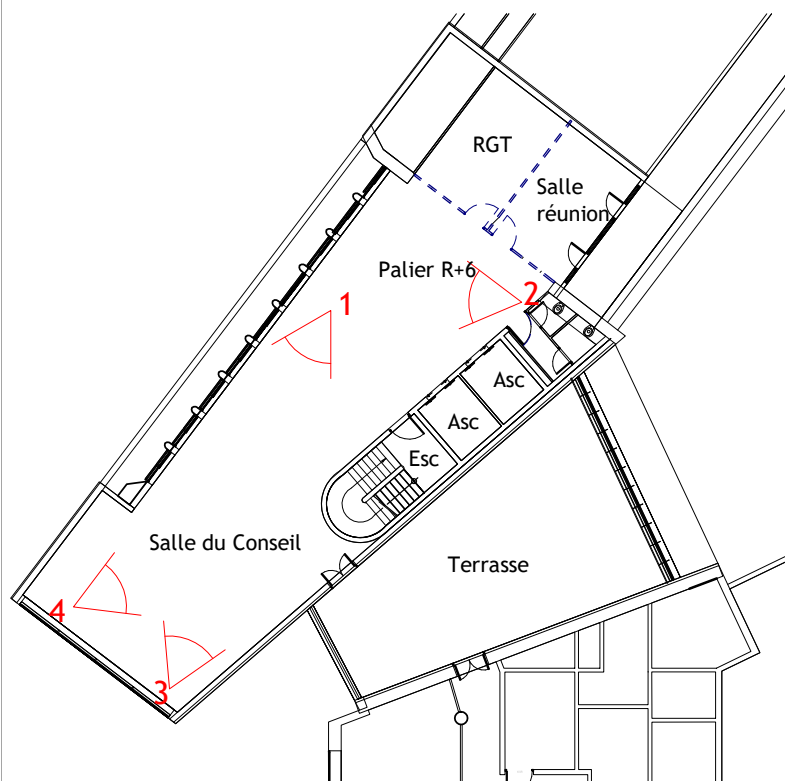 RGT
Salle
réunion
Palier R+6
2
1
Asc
Asc
Esc
Salle du Conseil
Terrasse
4
3